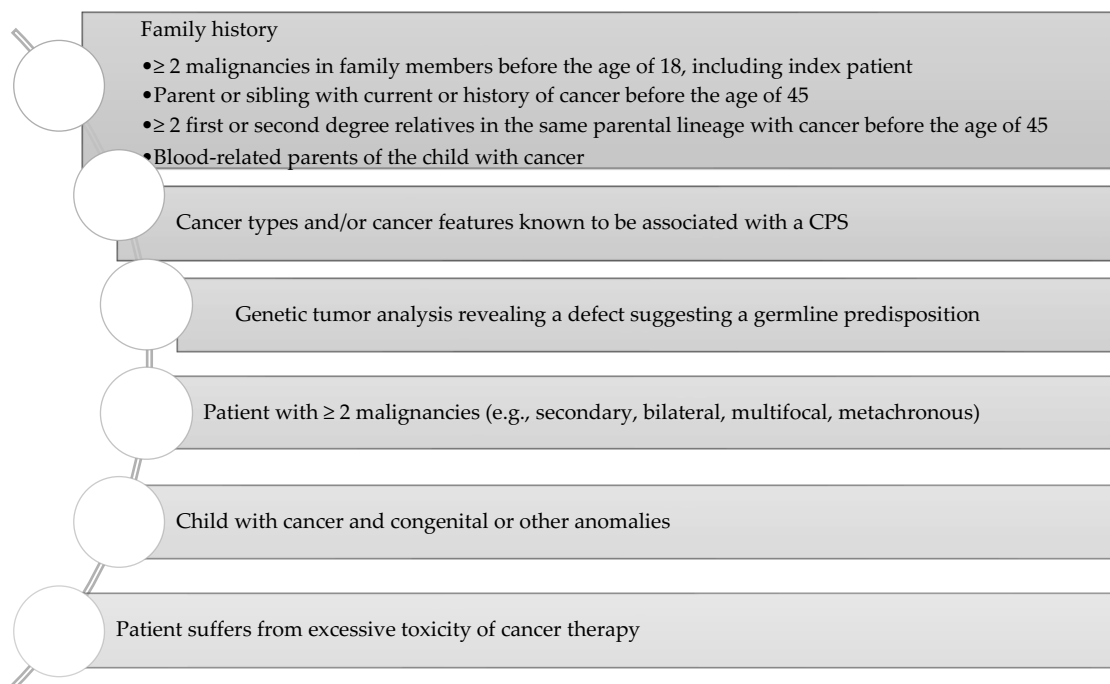 Family history
•≥ 2 malignancies in family members before the age of 18, including index patient
•Parent or sibling with current or history of cancer before the age of 45
•≥ 2 first or second degree relatives in the same parental lineage with cancer before the age of 45
•Blood-related parents of the child with cancer
Cancer types and/or cancer features known to be associated with a CPS
Genetic tumor analysis revealing a defect suggesting a germline predisposition
Patient with ≥ 2 malignancies (e.g., secondary, bilateral, multifocal, metachronous)
Child with cancer and congenital or other anomalies
Patient suffers from excessive toxicity of cancer therapy